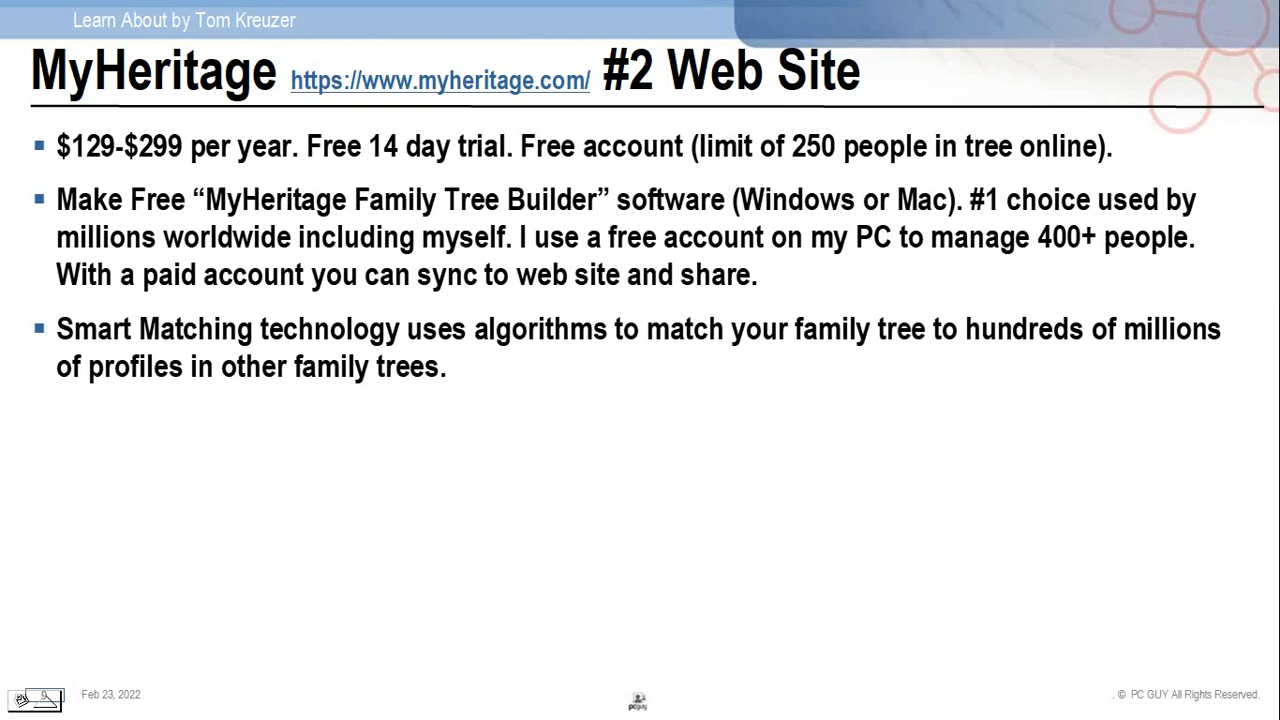 Learn About by Tom Kreuzer
MyHeritage https://www.myheritage.com/ #2 Web Site
▪ $129-$299 per year. Free 14 day trial. Free account (limit of 250 people in tree online).
▪ Make Free “MyHeritage Family Tree Builder” software (Windows or Mac). #1 choice used by
millions worldwide including myself. I use a free account on my PC to manage 400+ people.
With a paid account you can sync to web site and share.
▪ Smart Matching technology uses algorithms to match your family tree to hundreds of millions
of profiles in other family trees.
9
Feb 23, 2022
pcguy
. © PC GUY All Rights Reserved.